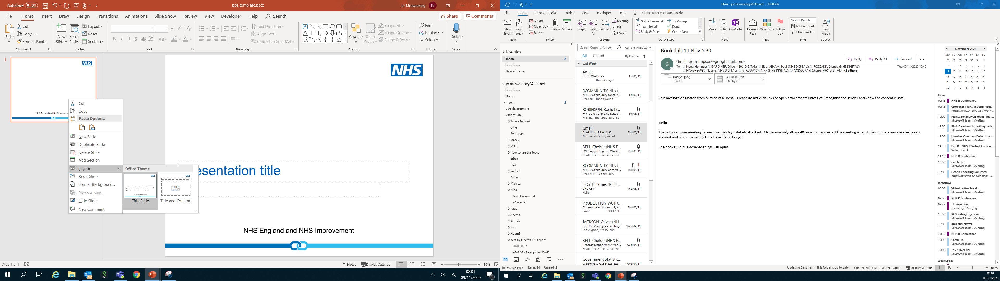 AutoSave Off
ppt_template.pptx
Jo Mcsweeney JM
File Home Insert Draw Design Transitions Animations Slide Show Review View Developer Help Search
Share Comments
Paste
Cut
Copy
Format Painter
Clipboard
New Slide
Reuse Slides
Layout
Reset
Section
Slides
Font
Text Direction
Align Text
Convert to SmartArt
Paragraph
Arrange
Quick Styles
Shape Fill
Shape Outline
Shape Effects
Drawing
Find
Replace
Select
Editing
Dictate
Voice
1
NHS
Cut
Copy
Paste Options:
New Slide
Duplicate Slide
Delete Slide
Add Section
Layout
Reset Slide
Format Background...
Photo Album...
Hide Slide
New Comment
Office Theme
Title Slide
Title and Content
NHS
esentation title
NHS England and NHS Improvement
Slide 1 of 1
Notes
Display Settings
86%
08:01
09/11/2020
Inbox - jo.mcsweeney@nhs.net - Outlook
File Home Send / Receive Folder View Developer Help Tell me what you want to do
New Email
New Items
New
Ignore
Clean Up
Junk
Delete
Archive
Delete
Reply
Reply All
Forward
Meeting
IM
More
Respond
Gold Command
Team Email
Reply & Delete
To Manager
Done
Create New
Quick Steps
Move
Rules
OneNote
Move
Unread/ Read
Categorize
Follow Up
Tags
Search People
Address Book
Filter Email
Find
Read Aloud
Speech
Favorites
Inbox 2
Sent Items
Deleted Items
jo.mcsweeney@nhs.net
Sent Items
Drafts
Inbox 2
At the moment
RightCare
Where to Look
Oliver
PA Inputs
Stacey
Mike
How to use the tools
Inbox
HCV
Rachel
Adhoc
Melissa
Nina
Gold Command
PA model
Katie
Access
Admin
Josh
Naomi
Weekly Elective OP report
2020 10 22
2020 10 29 - adjusted WAR
Search Current Mailbox Current Mailbox
All Unread By Date
Last Week
An Vu
Latest WAR files Fri 06/11
This message
RCOMMUNITY, Nhs (...
NHS-R Community confere... Fri 06/11
Dear all, Thank you for
ROBINSON, Rachel (...
FW: Gold Command Data S... Fri 06/11
Hi Nina, The updated draft
Gmail
Bookclub 11 Nov 5.30 Thu 05/11
This message originated
BELL, Chelsie (NHS E...
FW: Supporting our Workf... Thu 05/11
Hi All, Please see attached
RCOMMUNITY, Nhs (...
NHS-R Community Confere... Thu 05/11
Dear NHS-R Community
HOYLE, James (NHS ...
CHC CSV Thu 05/11
Hello,
PRODUCTION WORK...
FYI: You have successfully s... Thu 05/11
From OLM Auto
JACKSON, Oliver (NH...
RE: HC&V analytics meeting Wed 04/11
Looks good, see below!
BELL, Chelsie (NHS E...
Records Management Man... Wed 04/11
Hi All, Please see attached
Government Statistic...
Welcome to GSS Newsletter Wed 04/11
Bookclub 11 Nov 5.30
G
Gmail <jomsimpson@googlemail.com>
To Netta Hollings; GARDINER, Oliver (NHS DIGITAL); ELLINGHAM, Paul (NHS DIGITAL); FOZZARD, Glenda (NHS DIGITAL);
HARGREAVES, Naomi (NHS DIGITAL); STRUDWICK, Nick (NHS DIGITAL); CORCORAN, Shane (NHS DIGITAL); +2 others
Reply Reply All Forward
Thu 05/11/2020 19:49
image1.jpeg
166 KB
ATT00001.txt
362 bytes
This message originated from outside of NHSmail. Please do not click links or open attachments unless you recognise the sender and know the content is safe.
Hello
I've set up a zoom meeting for next wednesday... details attached. My version only allows 40 mins so I can restart the meeting when it dies... unless anyone else has an
account and would be willing to set one up for longer.
The book is Chinua Achebe: Things Fall Apart
November 2020
MO TU WE TH FR SA SU
26 27 28 29 30 31 1
2 3 4 5 6 7 8
9 10 11 12 13 14 15
16 17 18 19 20 21 22
23 24 25 26 27 28 29
30 1 2 3 4 5 6
Today
09:15 NHS R Conference
09:15 Crowdcast: NHS-R Communit...
https://www.crowdcast.io/e/N...
10:00 RightCare analysts team meet...
Microsoft Teams Meeting
11:30 RightCare benchmarking code
Microsoft Teams Meeting
12:30 Humber Coast and Vale Urge...
Microsoft Teams Meeting
14:05 HOLD - NHS-R Virtual Confere...
Virtual Event
14:15 NHS R Conference
15:00 Catch up
Microsoft Teams Meeting
16:00 Health Coaching Volunteer
https://us04web.zoom.us/j/75...
Tomorrow
08:30 Virtual coffee break
Microsoft Teams Meeting
09:00 NHS R Conference
09:27 Flu injection
Leeds Light Surgery
10:00 RCS fortnightly demo
Microsoft Teams Meeting
12:00 Knit and Natter
Microsoft Teams Meeting
14:15 NHS R Conference
15:00 Catch up
Microsoft Teams Meeting
15:30 Jo / Oliver 1:1
Microsoft Teams Meeting
Wednesday
539 MB Free Items: 24 Unread: 2
Updating Sent Items. This folder is up to date. Connected to: Microsoft Exchange Display Settings 100%
08:01
09/11/2020